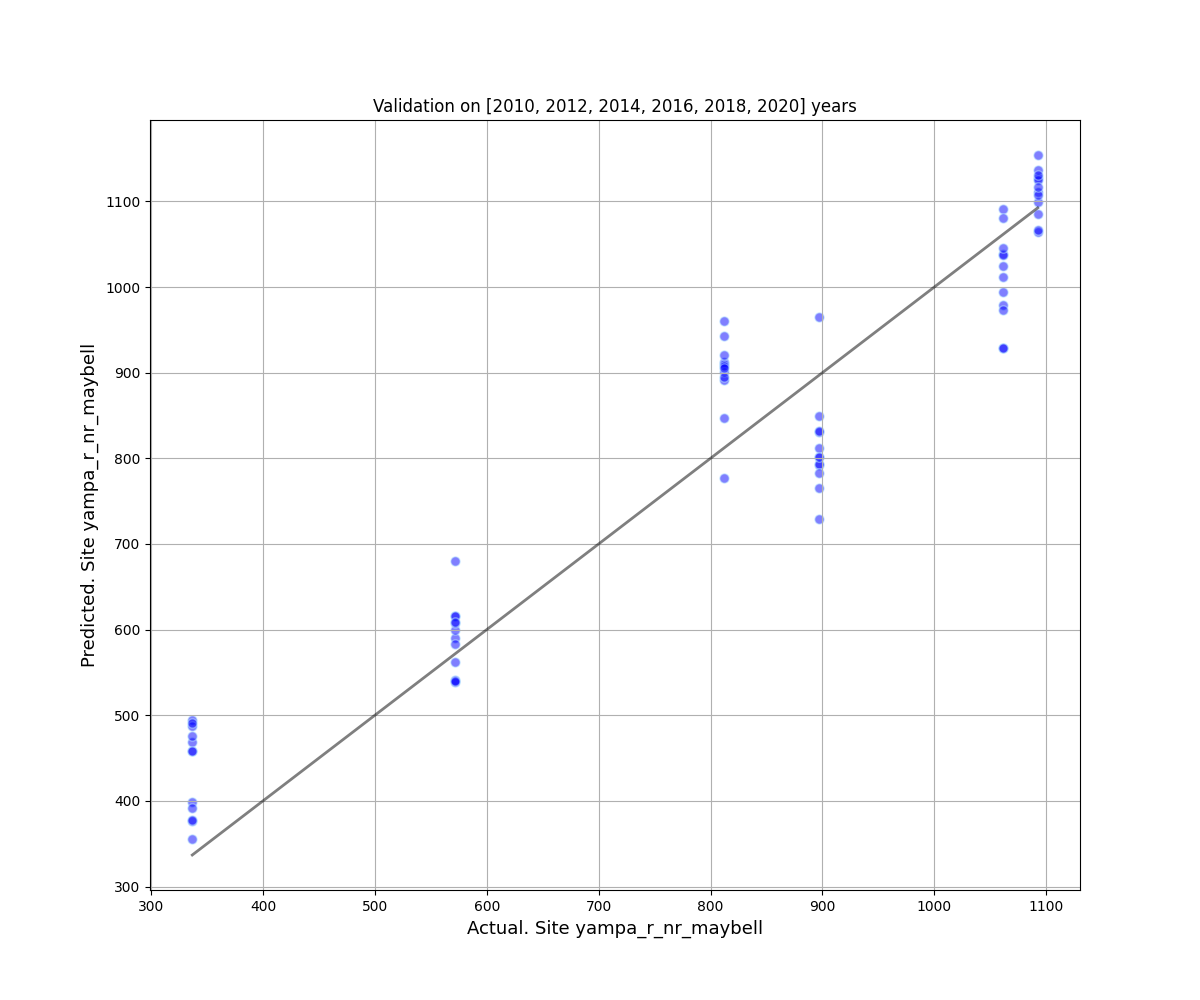 Validation on [2010, 2012, 2014, 2016, 2018, 2020] years
Predicted. Site yampa_r_nr_maybell
1100
1000
900
800
700
600
500
400
300
300 400 500 600 700 800 900 1000 1100
Actual. Site yampa_r_nr_maybell